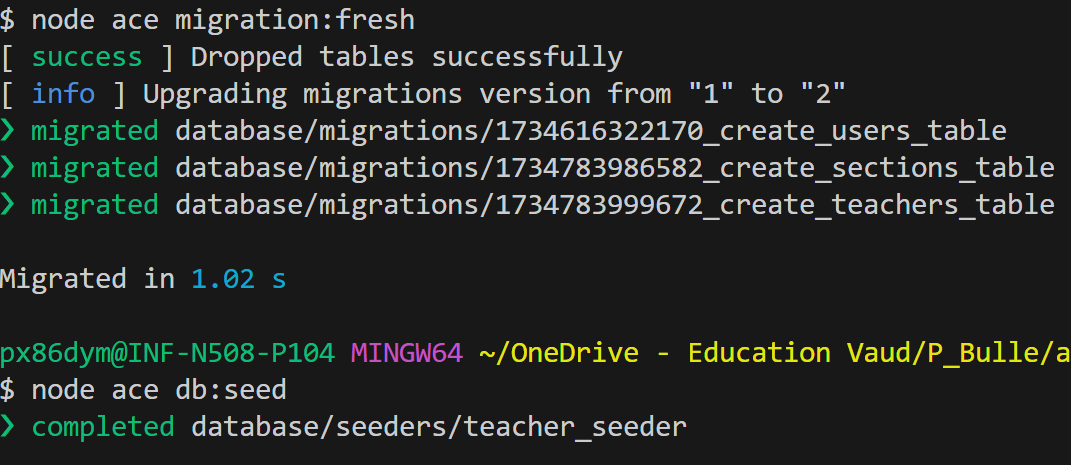 $ node ace migration:fresh
[ success ] Dropped tables successfully
[ info ] Upgrading migrations version from "1" to "2"
❯ migrated database/migrations/1734616322170_create_users_table
❯ migrated database/migrations/1734783986582_create_sections_table
❯ migrated database/migrations/1734783999672_create_teachers_table
Migrated in 1.02 s
px86dym@INF-N508-P104 MINGW64 ~/OneDrive - Education Vaud/P_Bulle/a
$ node ace db:seed
❯ completed database/seeders/teacher_seeder